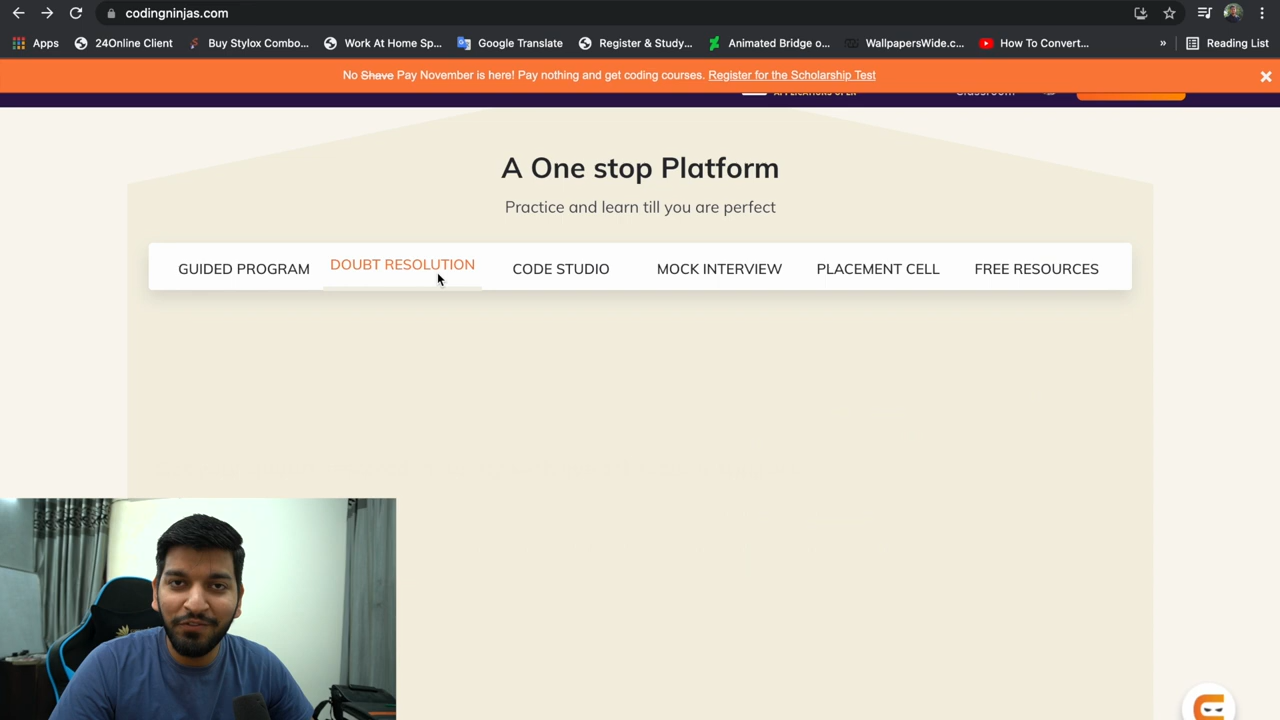 codingninjas.com
Apps 24Online Client Buy Stylox Combo... Work At Home Sp... Google Translate Register & Study... Animated Bridge o... WallpapersWide.c... How To Convert... » Reading List
No Shave Pay November is here! Pay nothing and get coding courses. Register for the Scholarship Test
APPLICATIONS OPEN Classroom
A One stop Platform
Practice and learn till you are perfect
GUIDED PROGRAM DOUBT RESOLUTION CODE STUDIO MOCK INTERVIEW PLACEMENT CELL FREE RESOURCES